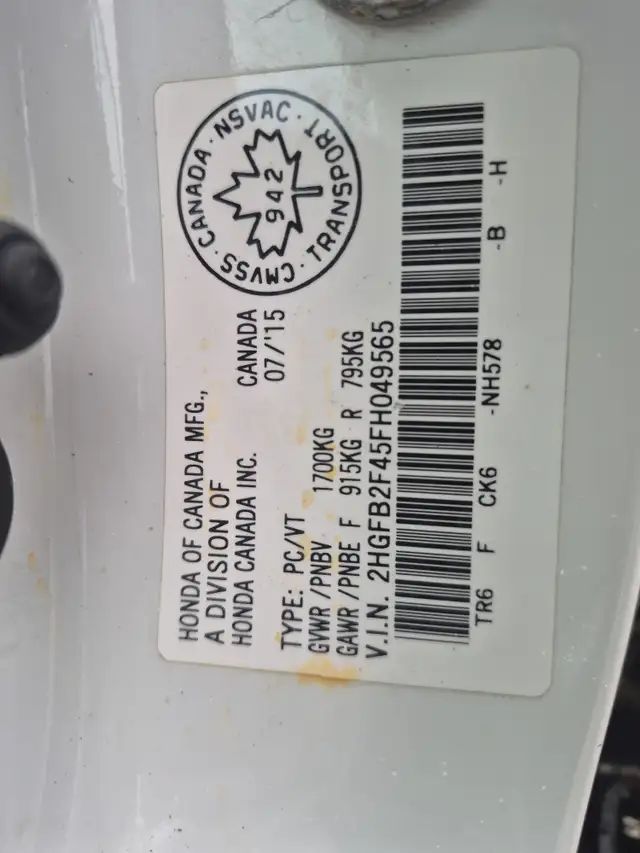 HONDA OF CANADA MFG.,
A DIVISION OF
HONDA CANADA INC.
CANADA
07/'15
CMVSS · CANADA · NSVAC · TRANSPORT ·
942
TYPE: PC/VT
GVWR/PNBV 1700KG
GAWR/PNBE F 915KG R 795KG
V.I.N. 2HGFB2F45FH049565
TR6 F CK6 -NH578 -B -H